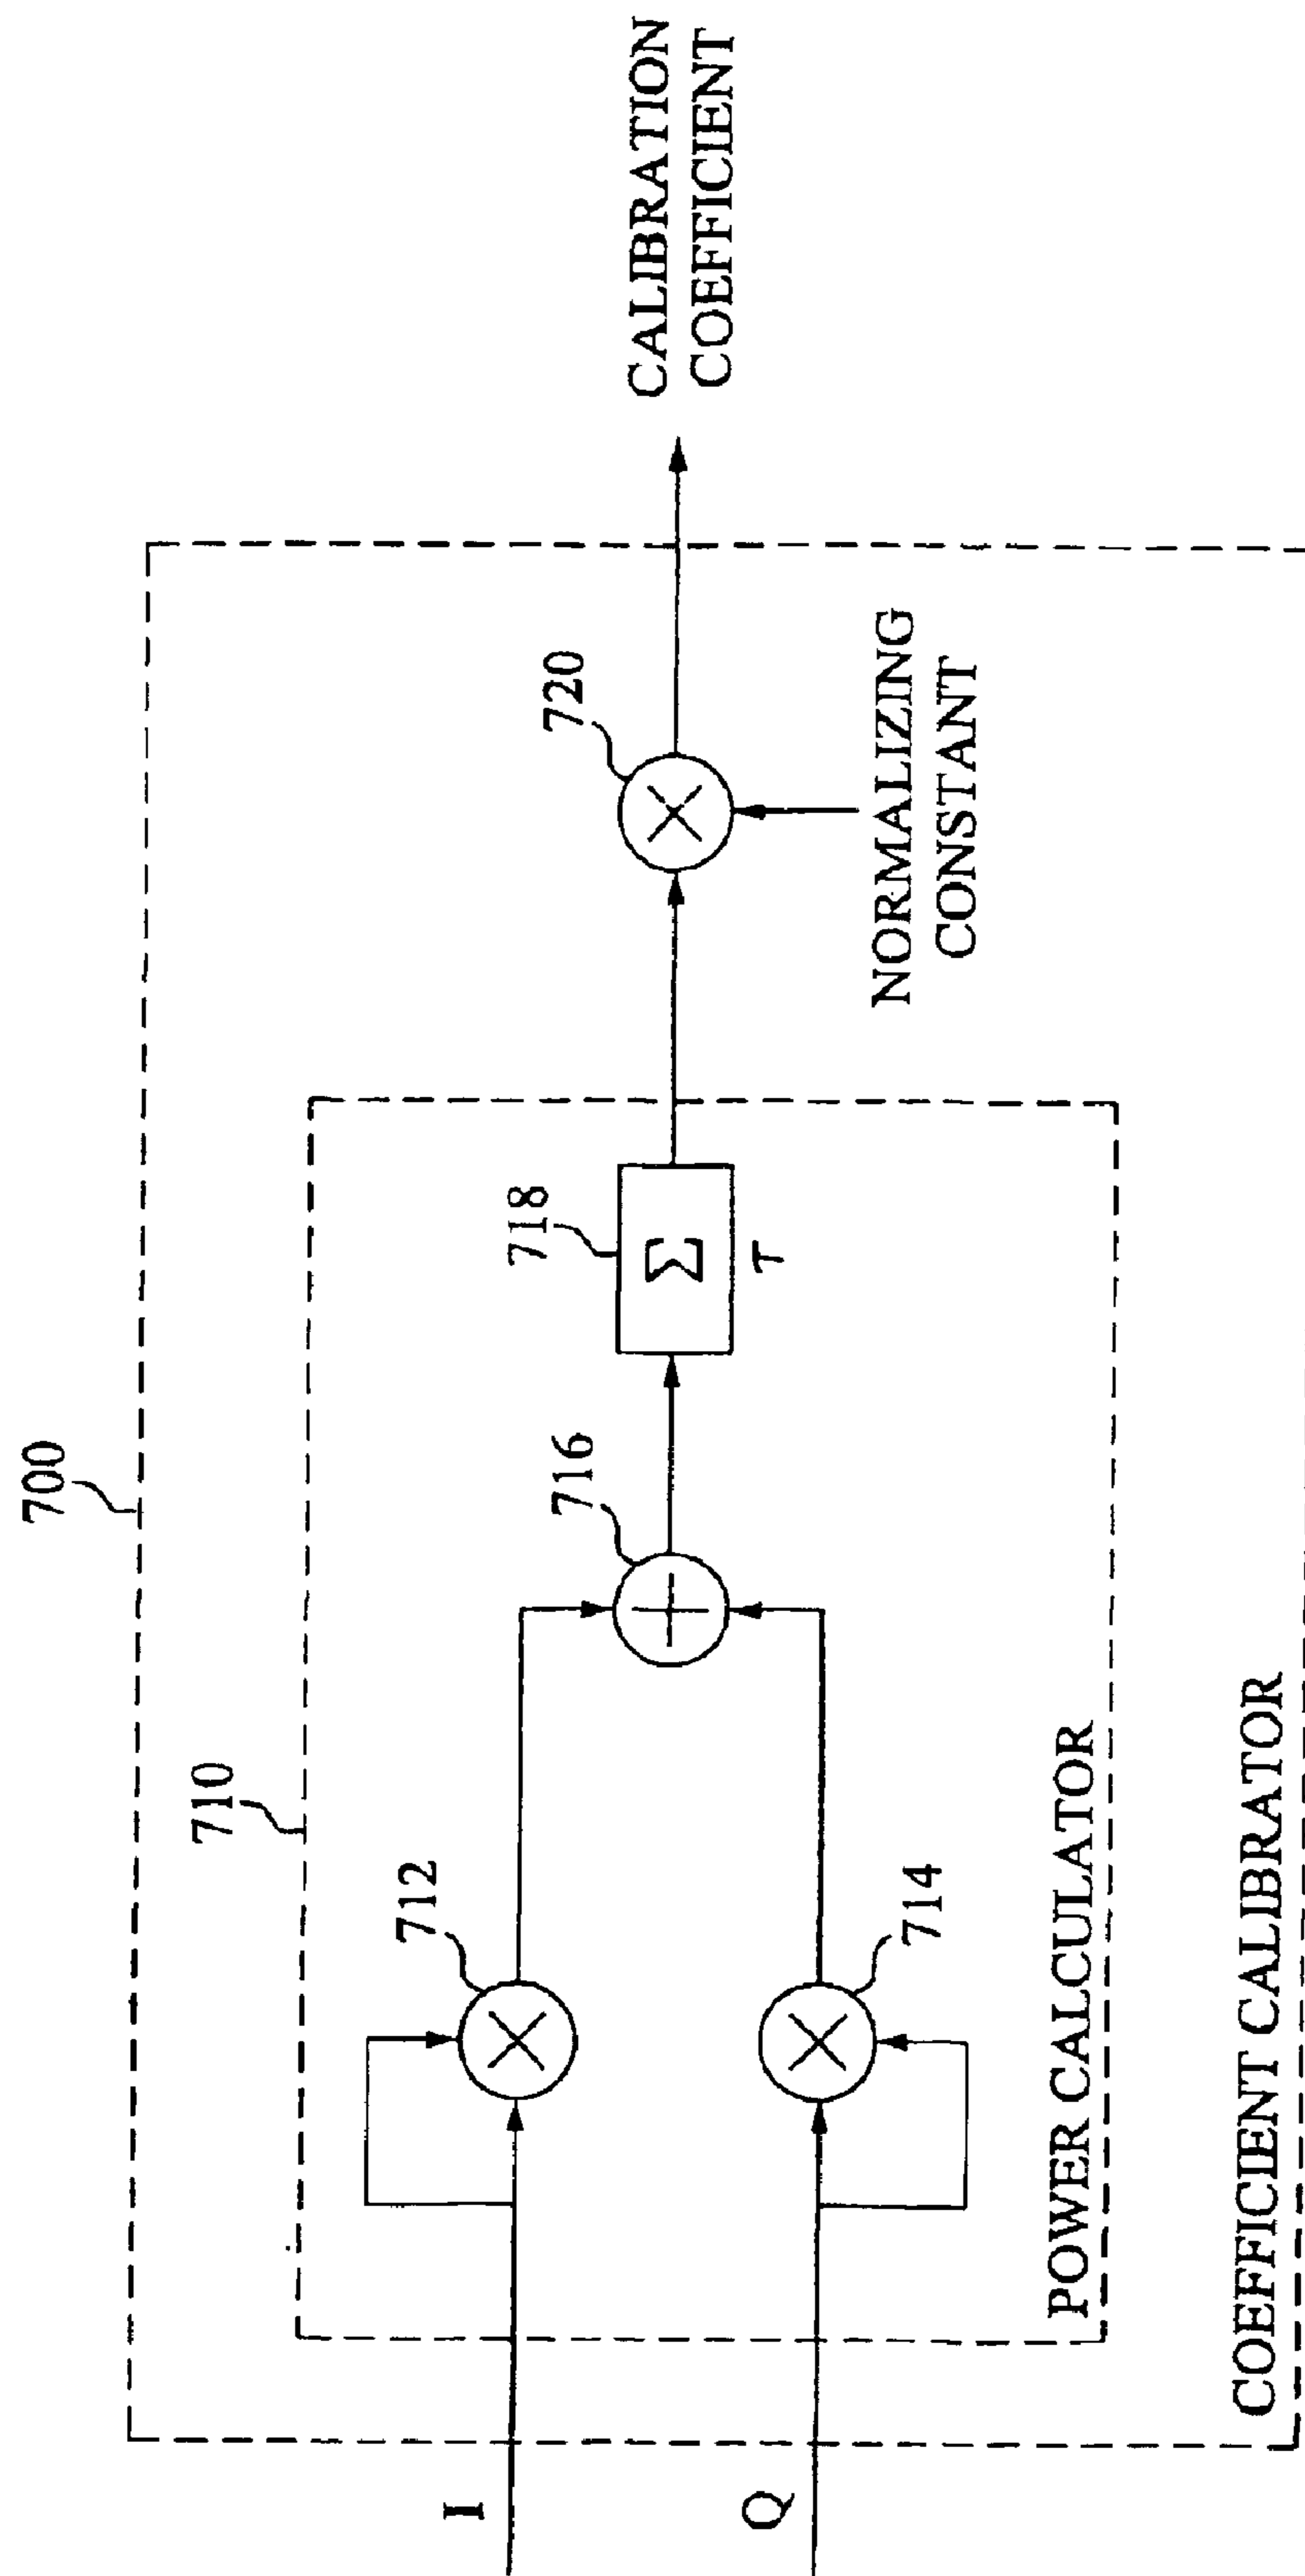 700
710
712
I
716
718
720
CALIBRATION
COEFFICIENT
Σ
τ
NORMALIZING
CONSTANT
Q
714
POWER CALCULATOR
COEFFICIENT CALIBRATOR